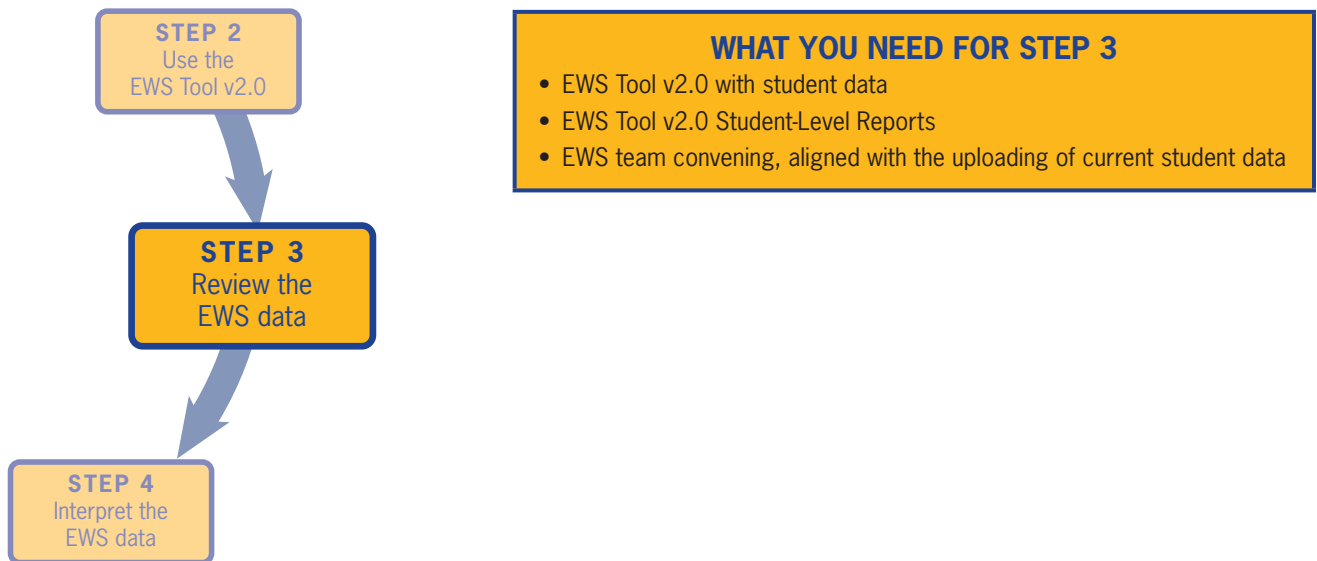 STEP 2
Use the
EWS Tool v2.0
WHAT YOU NEED FOR STEP 3
• EWS Tool v2.0 with student data
• EWS Tool v2.0 Student-Level Reports
• EWS team convening, aligned with the uploading of current student data
STEP 3
Review the
EWS data
STEP 4
Interpret the
EWS data